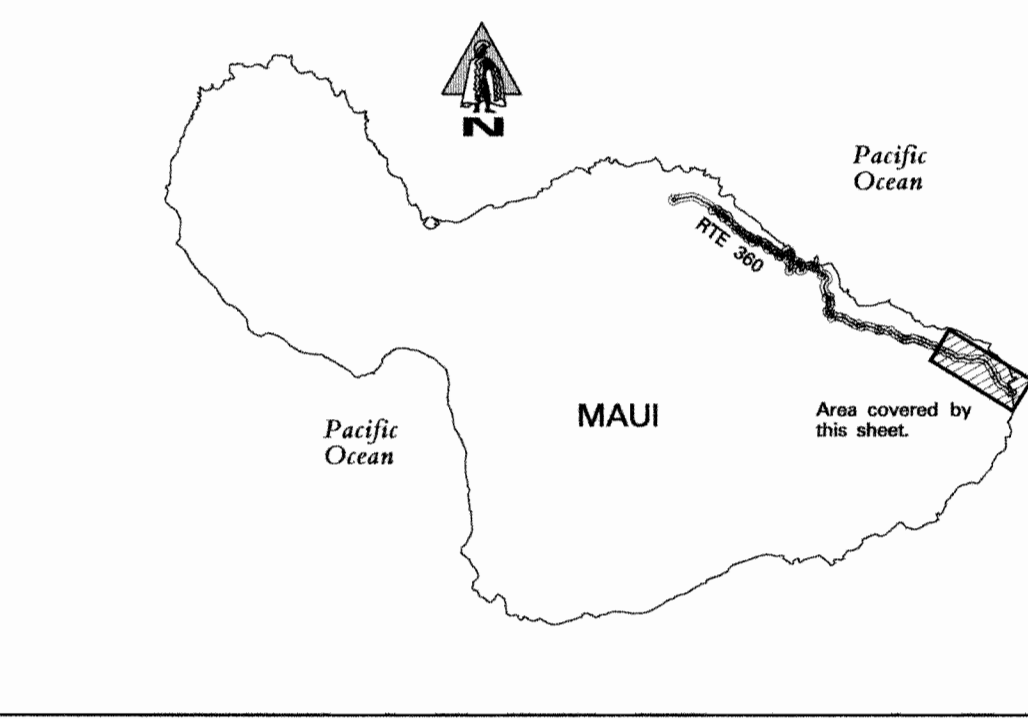 N
Pacific
Ocean
RTE 360
MAUI
Area covered by
this sheet.
Pacific
Ocean